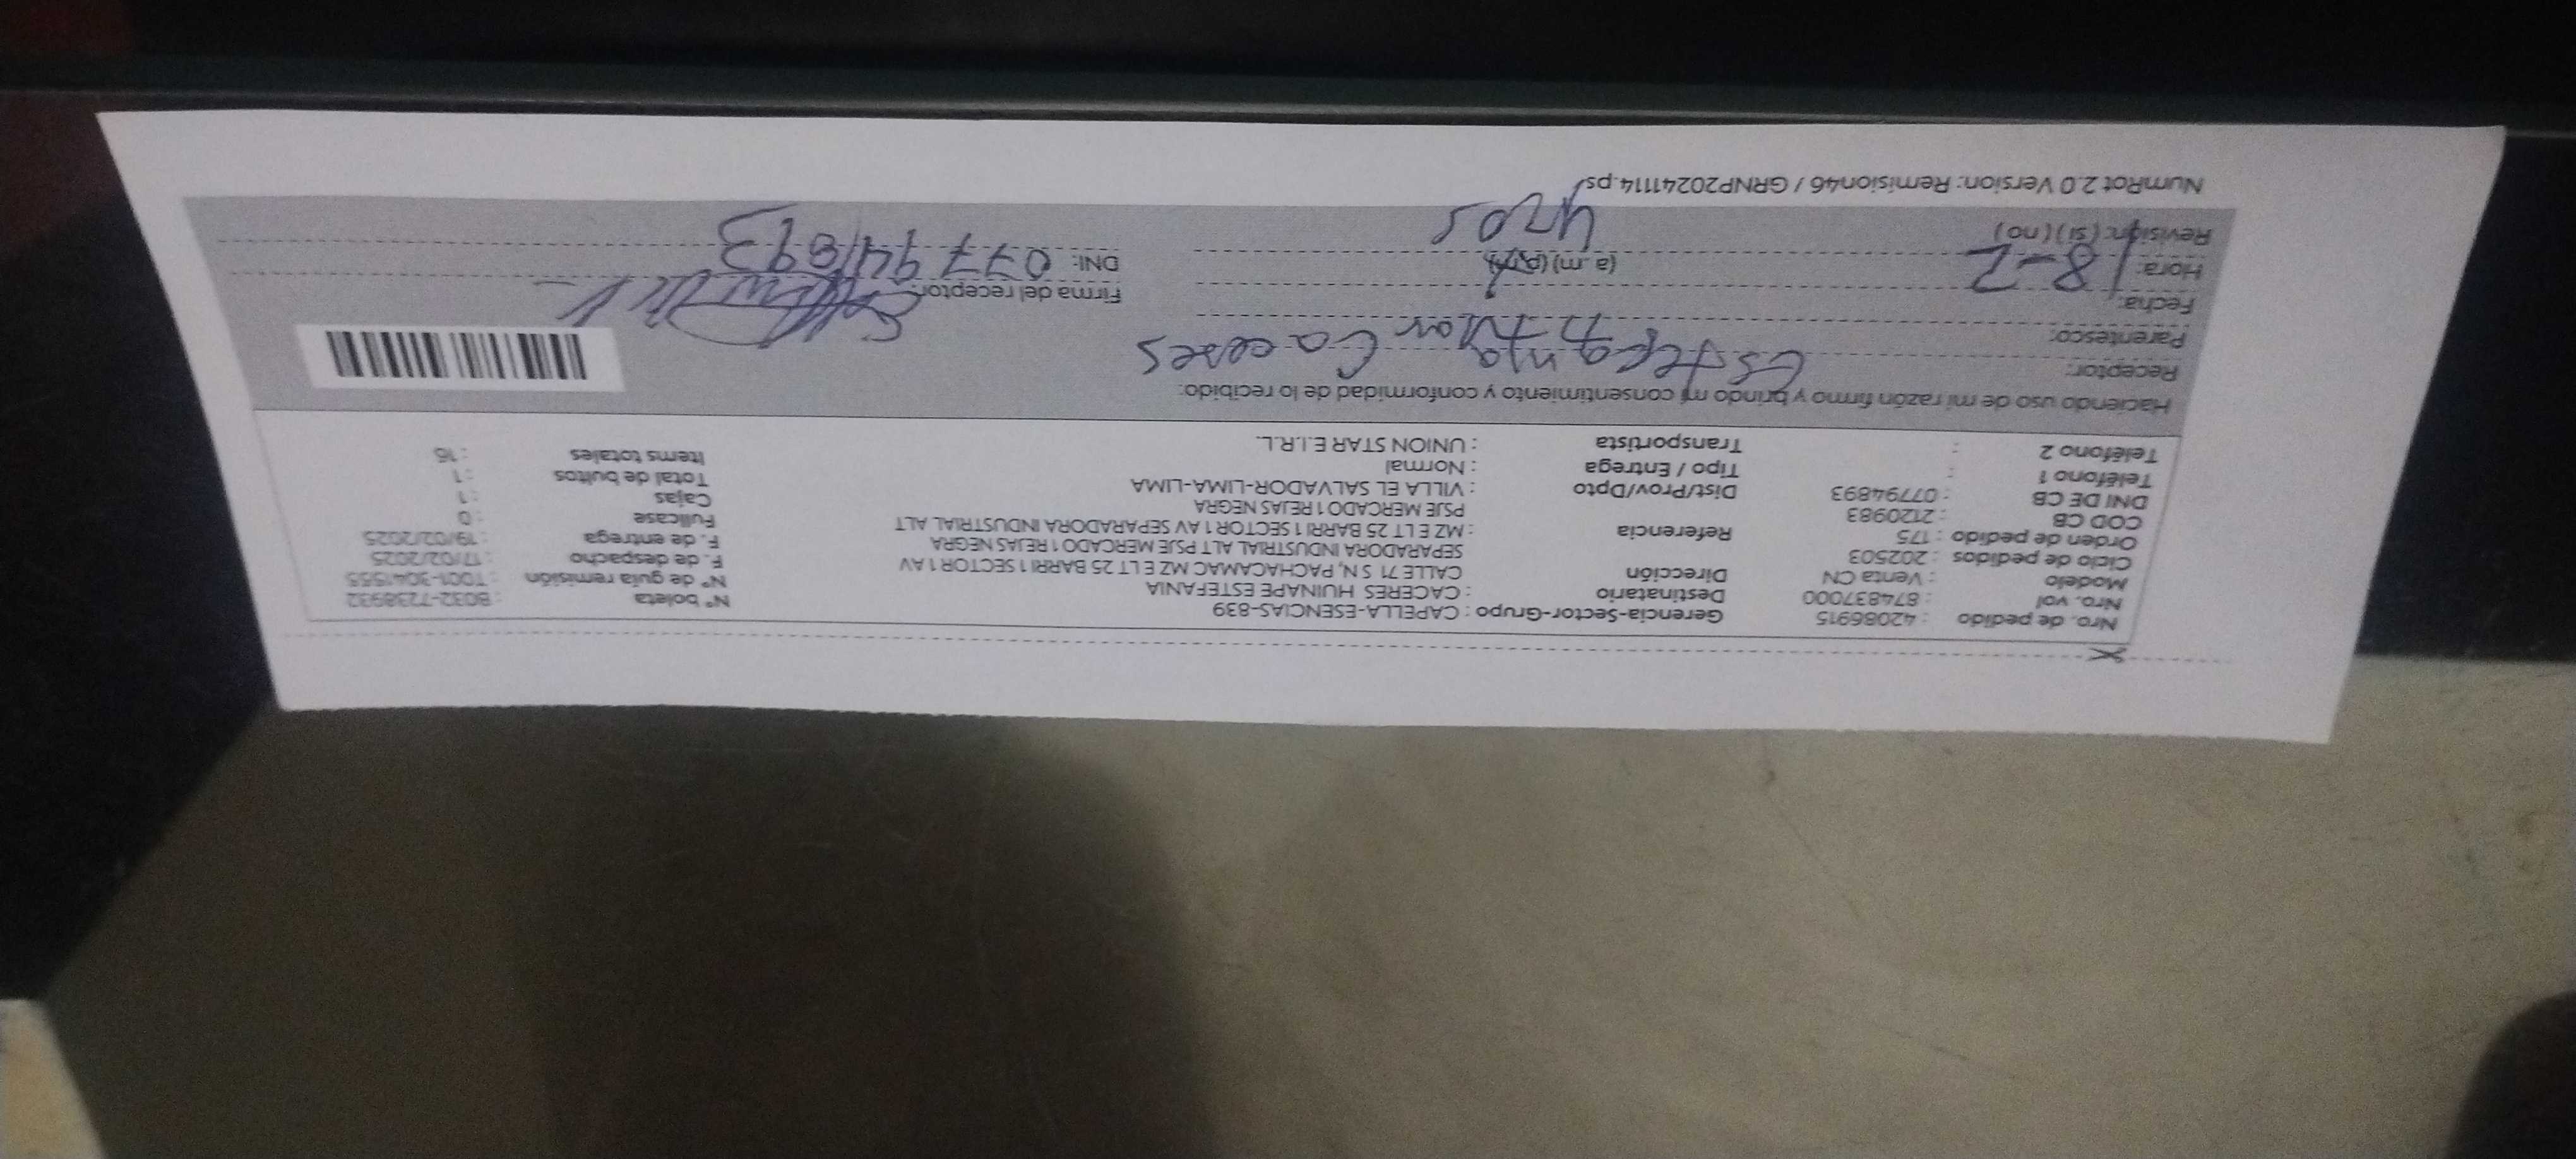 Nro. de pedido : 42086915 Gerencia-Sector-Grupo : CAPELLA-ESENCIAS-839 N° boleta : B032-7238932
Nro. vol : 874837000 Destinatario : CACERES HUINAPE ESTEFANIA N° de guía remisión : T001-3041555
Modelo : Venta CN Dirección CALLE 71 S N, PACHACAMAC MZ E LT 25 BARRI 1 SECTOR 1 AV 1 AV F. de despacho : 17/02/2025
Ciclo de pedidos : 202503 SEPARADORA INDUSTRIAL ALT PSJE MERCADO 1 REJAS NEGRA F. de entrega : 19/02/2025
Orden de pedido : 175 Referencia : MZ E LT 25 BARRI 1 SECTOR 1 AV SEPARADORA INDUSTRIAL ALT Fullcase : 0
COD CB : 2120983 PSJE MERCADO 1 REJAS NEGRA Cajas : 1
DNI DE CB : 07794893 Dist/Prov/Dpto : VILLA EL SALVADOR-LIMA-LIMA Total de bultos : 1
Teléfono 1 : Tipo / Entrega : Normal Items totales : 16
Teléfono 2 : Transportista : UNION STAR E.I.R.L.
Haciendo uso de mi razón firmo y brindo mi consentimiento y conformidad de lo recibido:
Receptor: Estefania Caceres
Parentesco:
Fecha: 18-2 Firma del receptor:
Hora: (a.m) (p.m) DNI: 07794893
Revisión: (si) (no)
NumRot 2.0 Version: Remision46 / GRNP20241114.ps